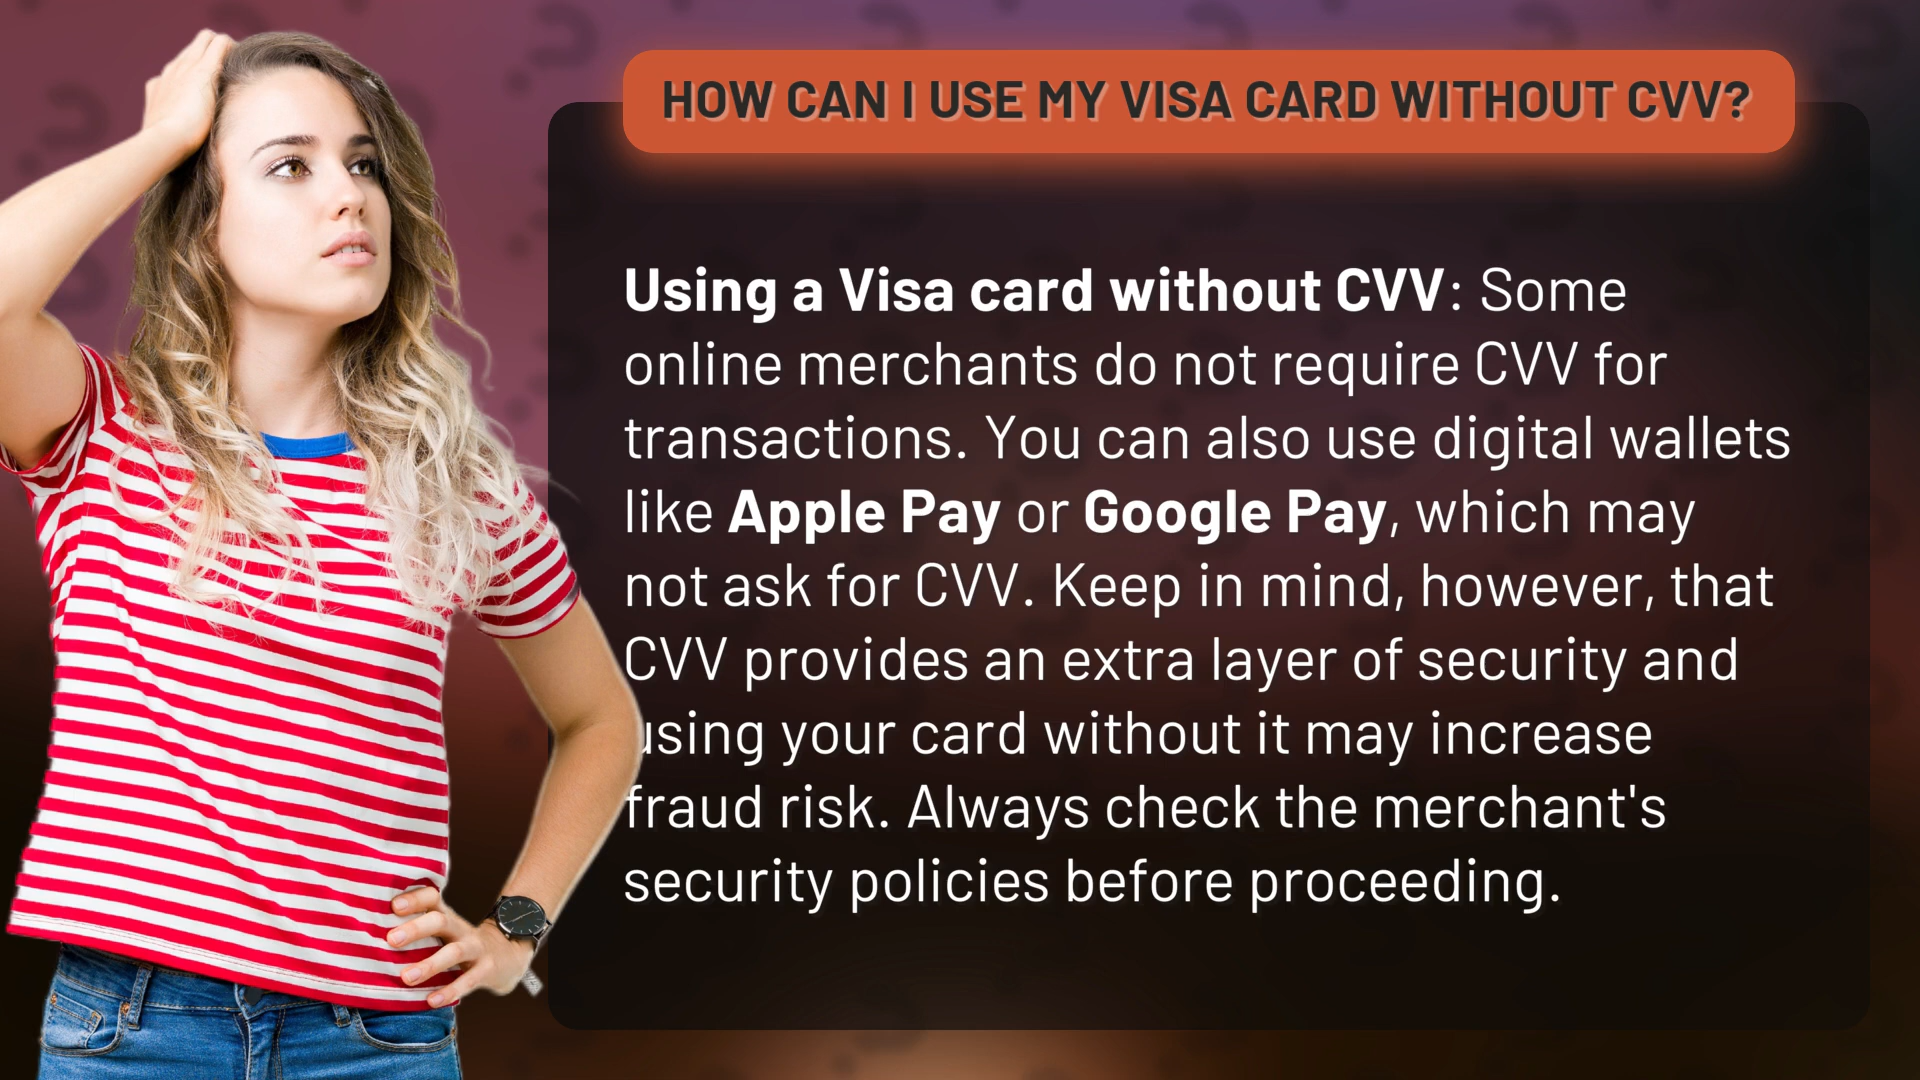 HOW CAN I USE MY VISA CARD WITHOUT CVV?
Using a Visa card without CVV: Some
online merchants do not require CVV for
transactions. You can also use digital wallets
like Apple Pay or Google Pay, which may
not ask for CVV. Keep in mind, however, that
CVV provides an extra layer of security and
using your card without it may increase
fraud risk. Always check the merchant's
security policies before proceeding.